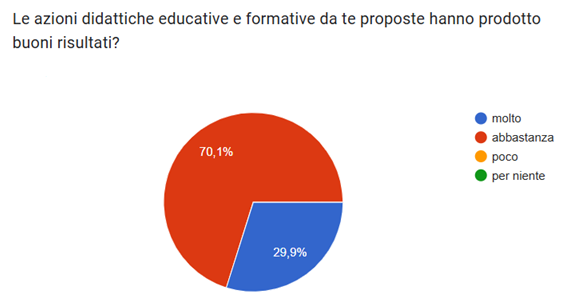 Le azioni didattiche educative e formative da te proposte hanno prodotto
buoni risultati?
70,1%
29,9%
molto
abbastanza
poco
per niente